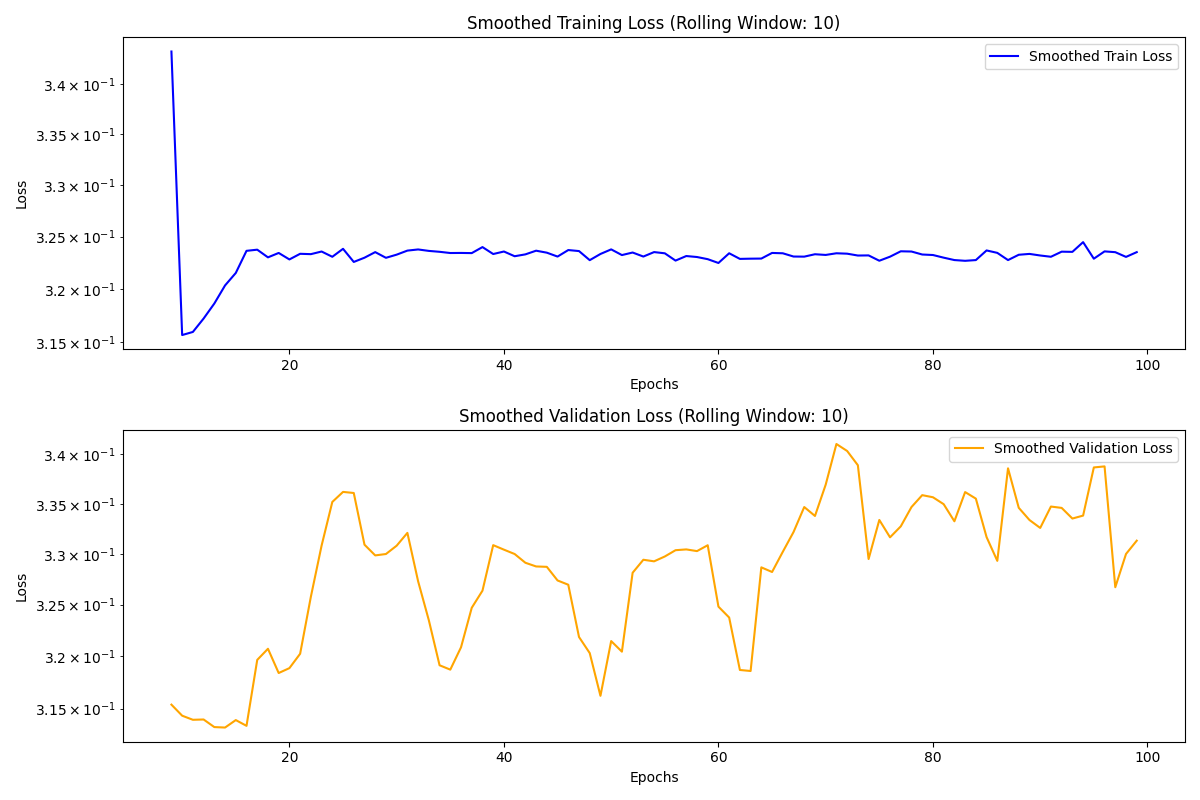 Smoothed Training Loss (Rolling Window: 10)
Smoothed Train Loss
3.4 × 10⁻¹
3.35 × 10⁻¹
3.3 × 10⁻¹
3.25 × 10⁻¹
3.2 × 10⁻¹
3.15 × 10⁻¹
Loss
20 40 60 80 100
Epochs
Smoothed Validation Loss (Rolling Window: 10)
Smoothed Validation Loss
3.4 × 10⁻¹
3.35 × 10⁻¹
3.3 × 10⁻¹
3.25 × 10⁻¹
3.2 × 10⁻¹
3.15 × 10⁻¹
Loss
20 40 60 80 100
Epochs